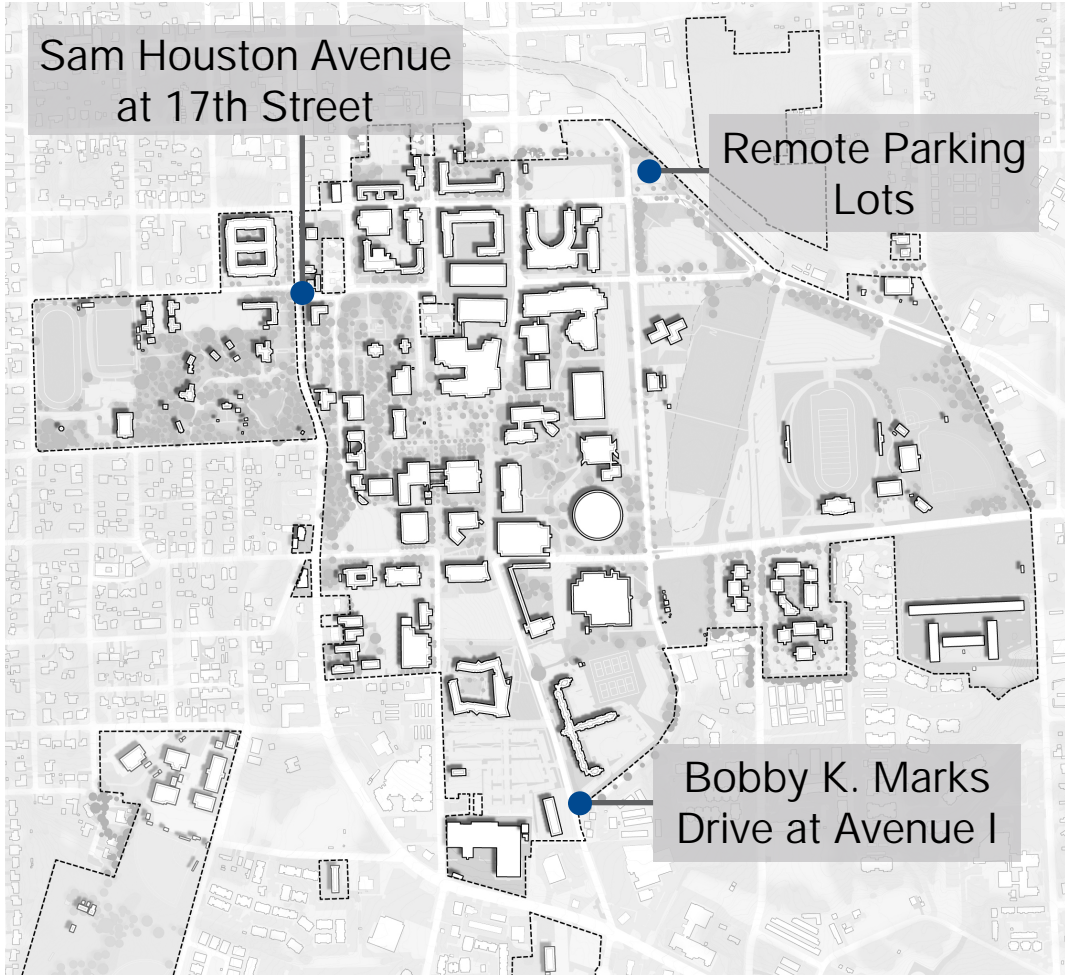 Sam Houston Avenue
at 17th Street
Remote Parking
Lots
Bobby K. Marks
Drive at Avenue I